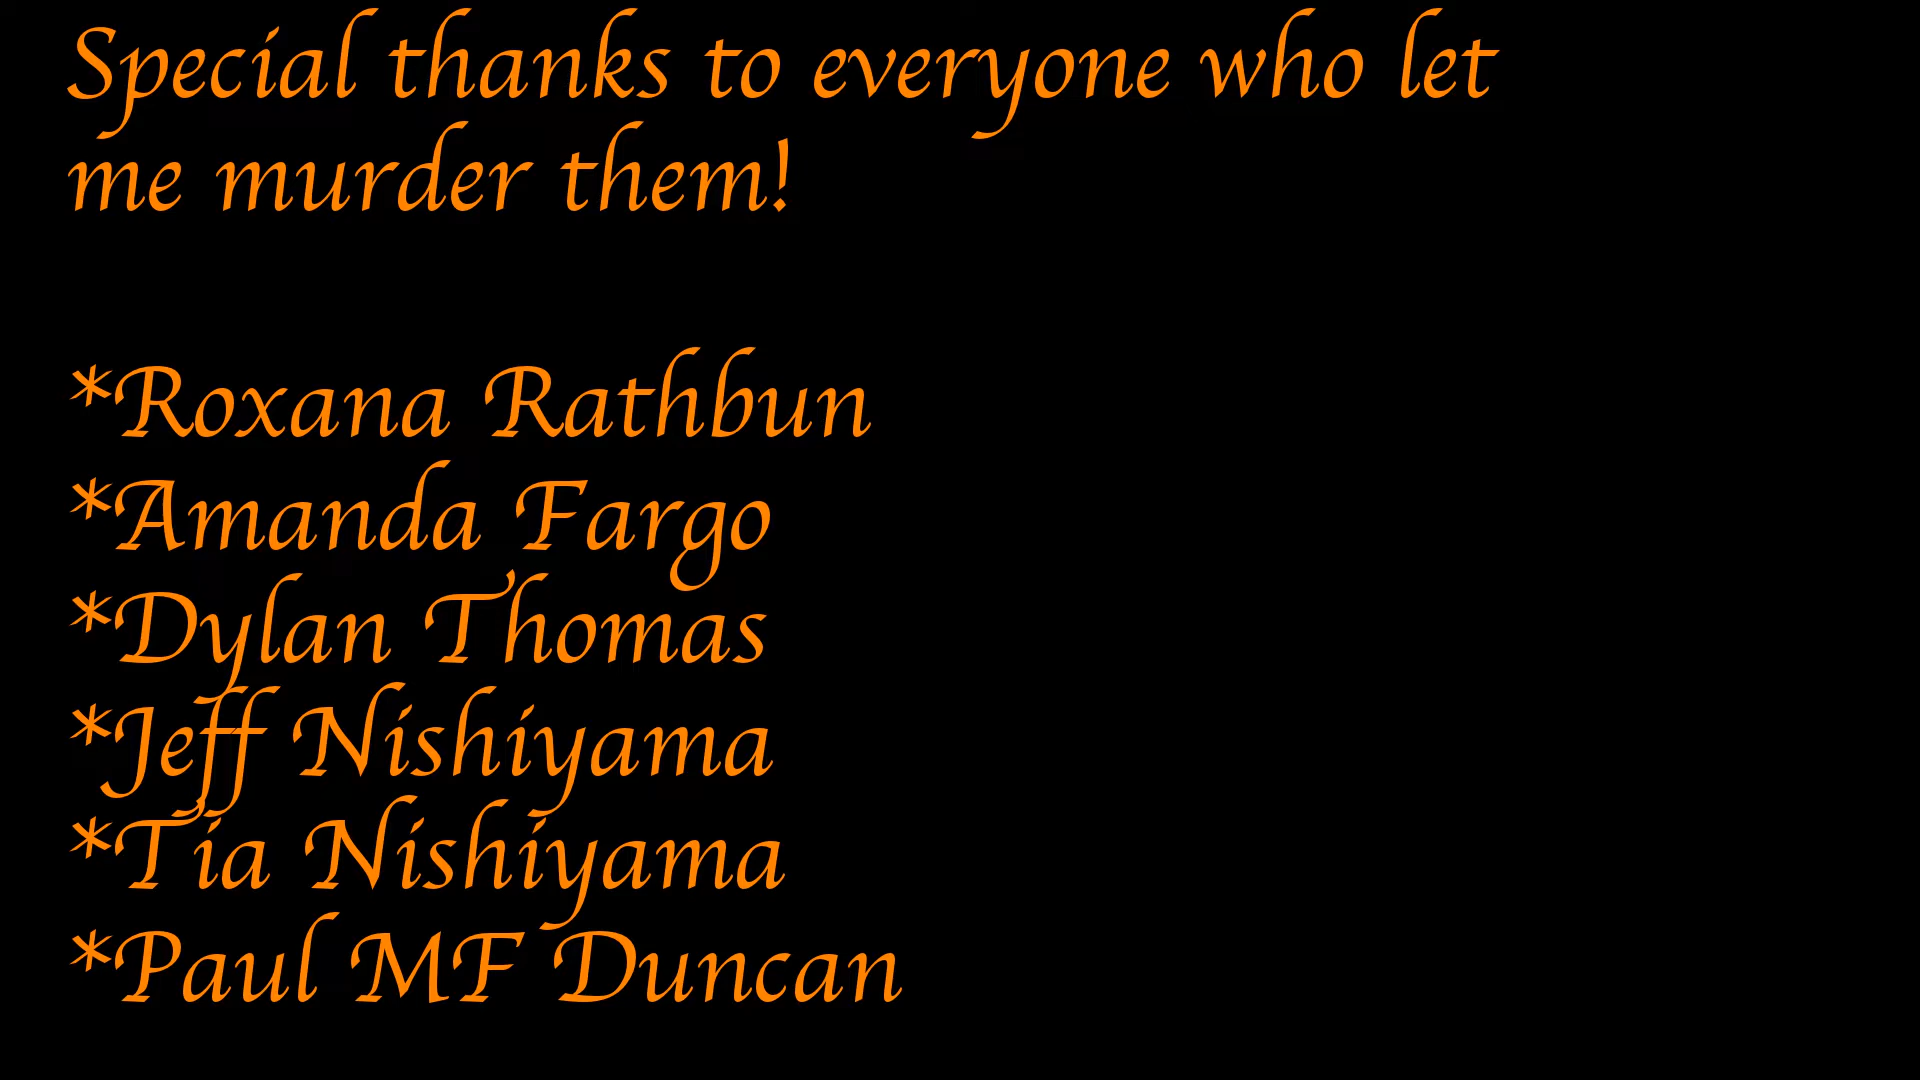 Special thanks to everyone who let
me murder them!
*Roxana Rathbun
*Amanda Fargo
*Dylan Thomas
*Jeff Nishiyama
*Tia Nishiyama
*Paul MF Duncan